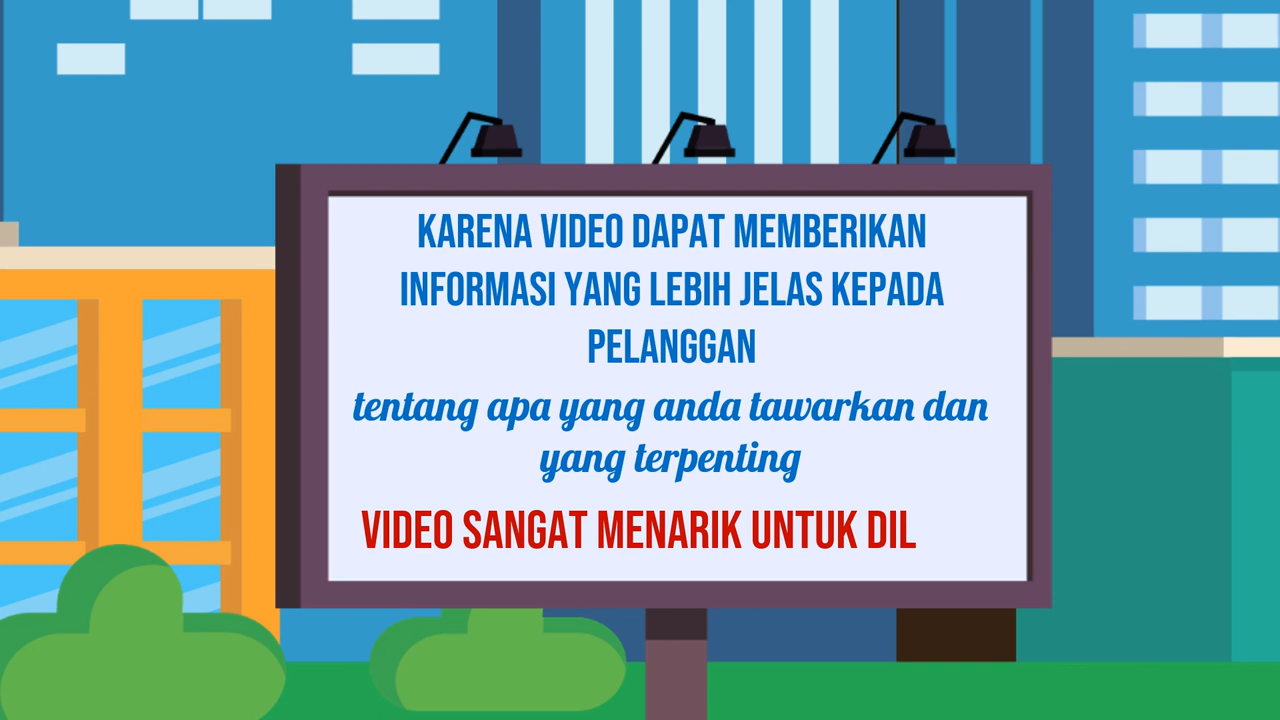 KARENA VIDEO DAPAT MEMBERIKAN
INFORMASI YANG LEBIH JELAS KEPADA
PELANGGAN
tentang apa yang anda tawarkan dan
yang terpenting
VIDEO SANGAT MENARIK UNTUK DIL